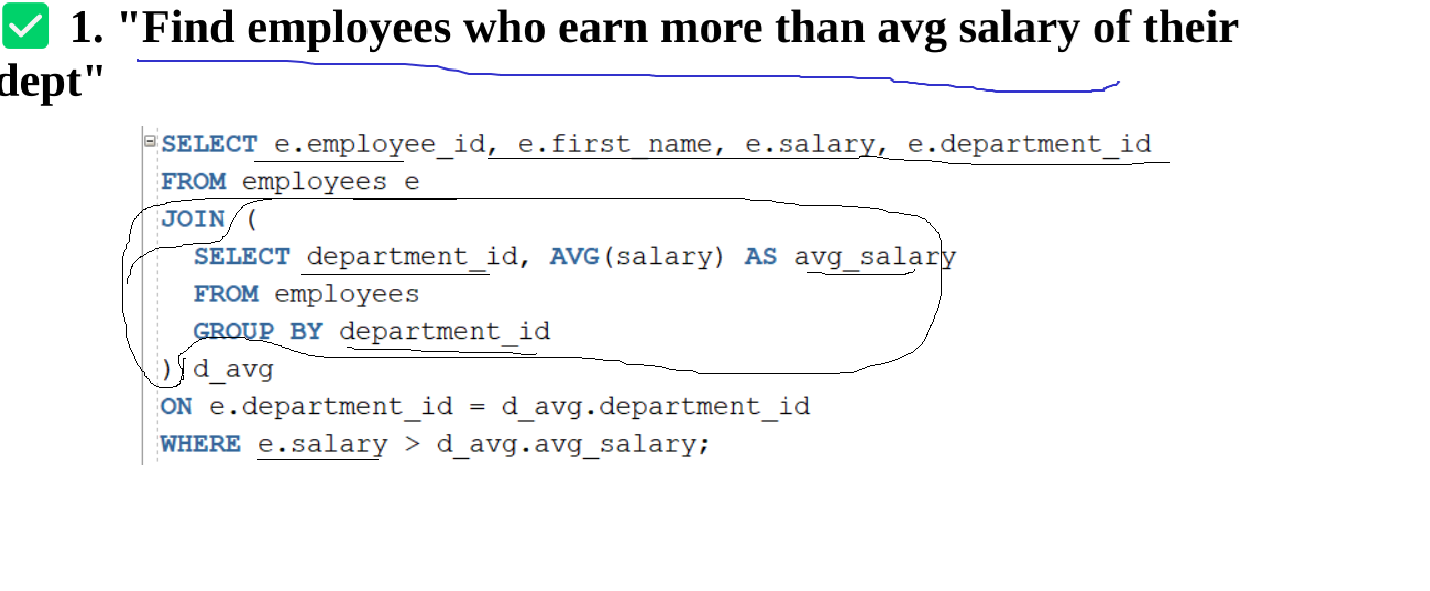 1. "Find employees who earn more than avg salary of their
dept"
SELECT e.employee_id, e.first_name, e.salary, e.department_id
FROM employees e
JOIN (
SELECT department_id, AVG(salary) AS avg_salary
FROM employees
GROUP BY department_id
) d_avg
ON e.department_id = d_avg.department_id
WHERE e.salary > d_avg.avg_salary;